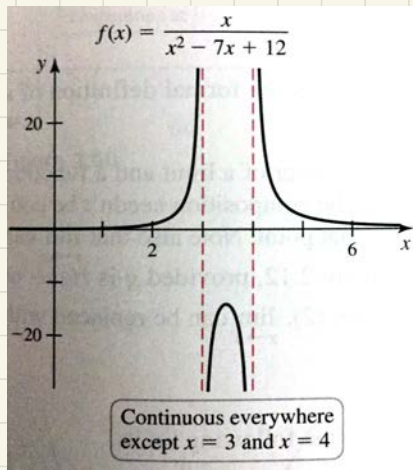 f(x) = x / (x² − 7x + 12)
y
20
2
6
x
−20
Continuous everywhere
except x = 3 and x = 4